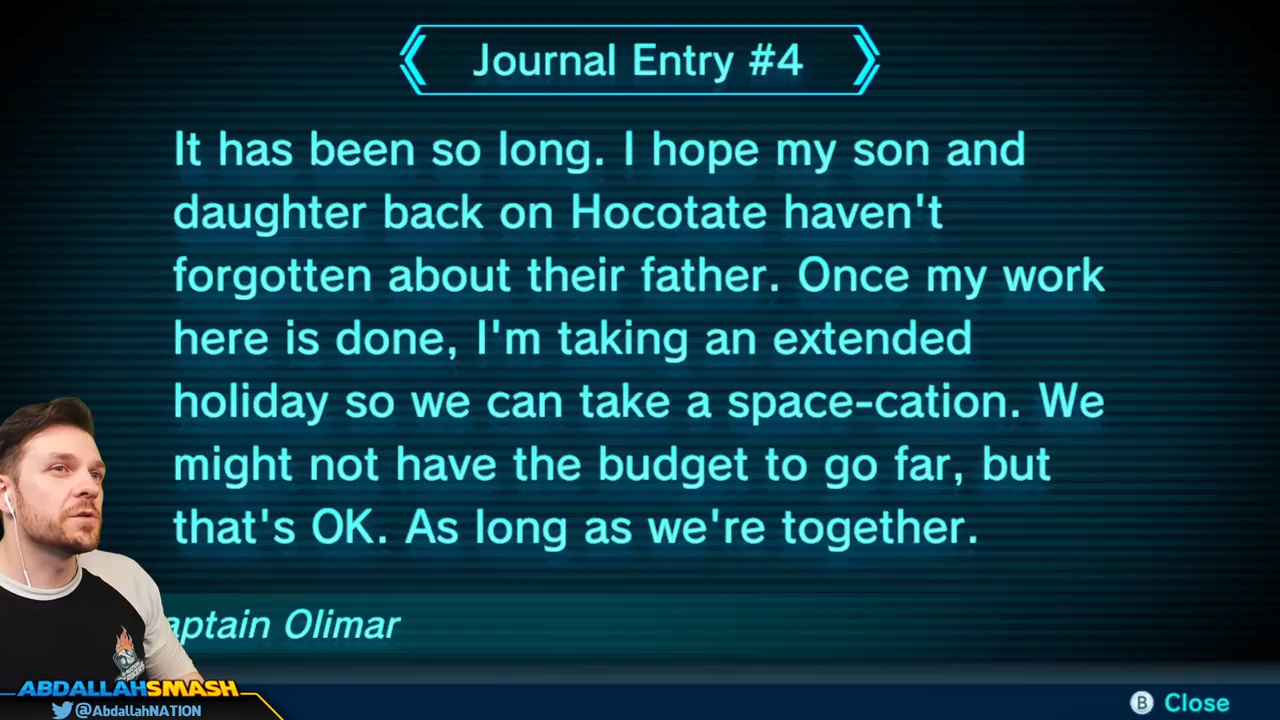 Journal Entry #4
It has been so long. I hope my son and
daughter back on Hocotate haven't
forgotten about their father. Once my work
here is done, I'm taking an extended
holiday so we can take a space-cation. We
might not have the budget to go far, but
that's OK. As long as we're together.
aptain Olimar
ABDALLAHSMASH
@AbdallahNATION
B Close